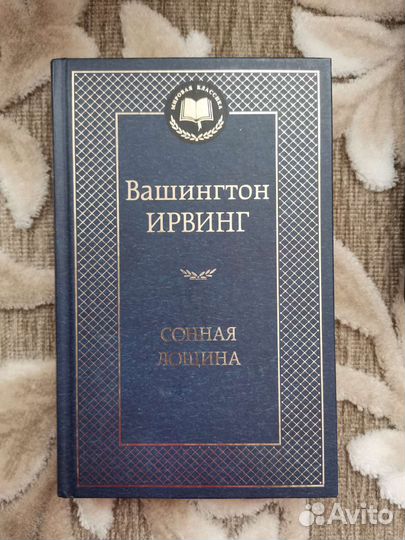 МИРОВАЯ КЛАССИКА
Вашингтон
ИРВИНГ
СОННАЯ
ЛОЩИНА
Avito